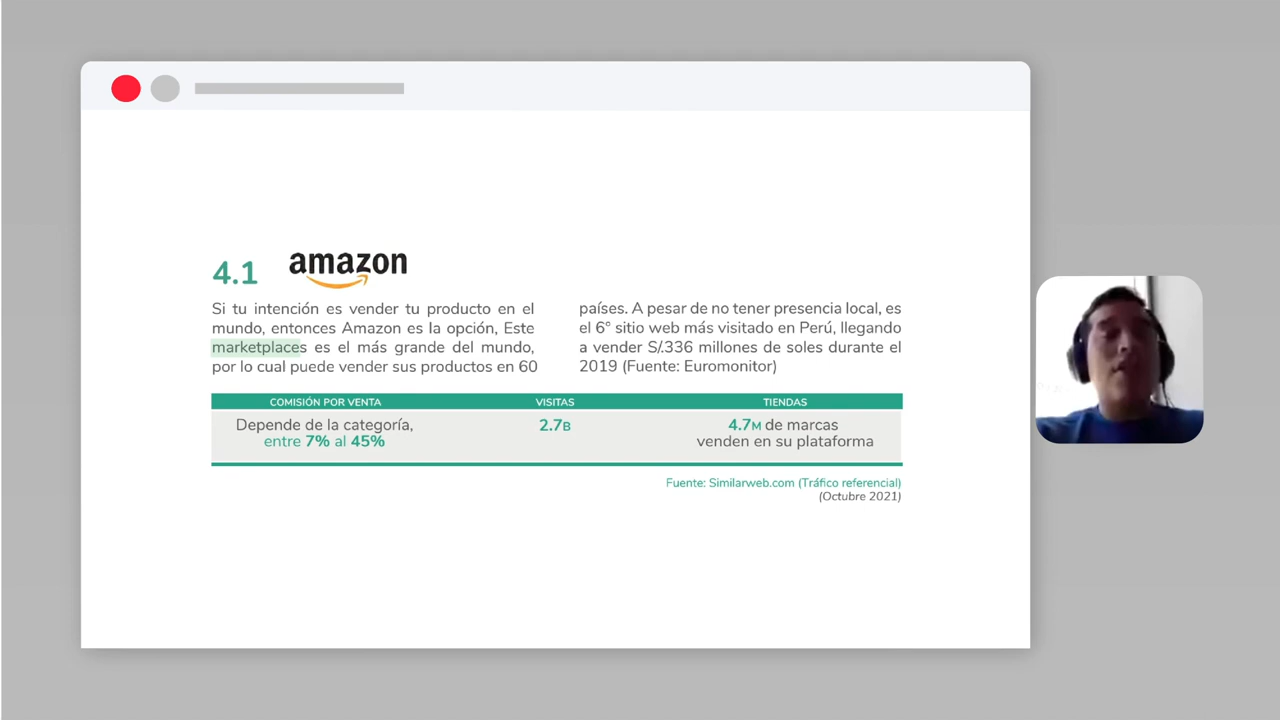 4.1 amazon
Si tu intención es vender tu producto en el
mundo, entonces Amazon es la opción, Este
marketplaces es el más grande del mundo,
por lo cual puede vender sus productos en 60
países. A pesar de no tener presencia local, es
el 6° sitio web más visitado en Perú, llegando
a vender S/.336 millones de soles durante el
2019 (Fuente: Euromonitor)
COMISIÓN POR VENTA VISITAS TIENDAS
Depende de la categoría, 2.7B 4.7M de marcas
entre 7% al 45% venden en su plataforma
Fuente: Similarweb.com (Tráfico referencial)
(Octubre 2021)